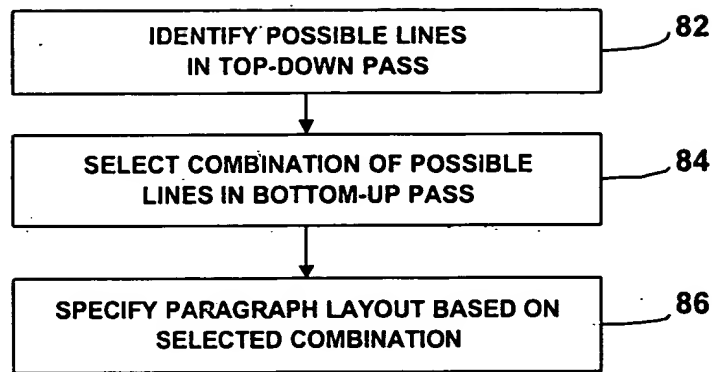 IDENTIFY POSSIBLE LINES
IN TOP-DOWN PASS
82
SELECT COMBINATION OF POSSIBLE
LINES IN BOTTOM-UP PASS
84
SPECIFY PARAGRAPH LAYOUT BASED ON
SELECTED COMBINATION
86